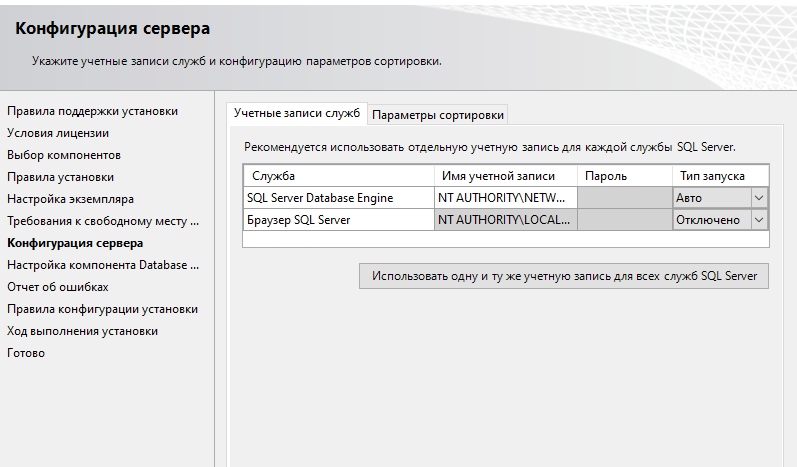 Конфигурация сервера
Укажите учетные записи служб и конфигурацию параметров сортировки.
Правила поддержки установки
Условия лицензии
Выбор компонентов
Правила установки
Настройка экземпляра
Требования к свободному месту ...
Конфигурация сервера
Настройка компонента Database ...
Отчет об ошибках
Правила конфигурации установки
Ход выполнения установки
Готово
Учетные записи служб Параметры сортировки
Рекомендуется использовать отдельную учетную запись для каждой службы SQL Server.
Служба Имя учетной записи Пароль Тип запуска
SQL Server Database Engine NT AUTHORITY\NETW... Авто
Браузер SQL Server NT AUTHORITY\LOCAL... Отключено
Использовать одну и ту же учетную запись для всех служб SQL Server